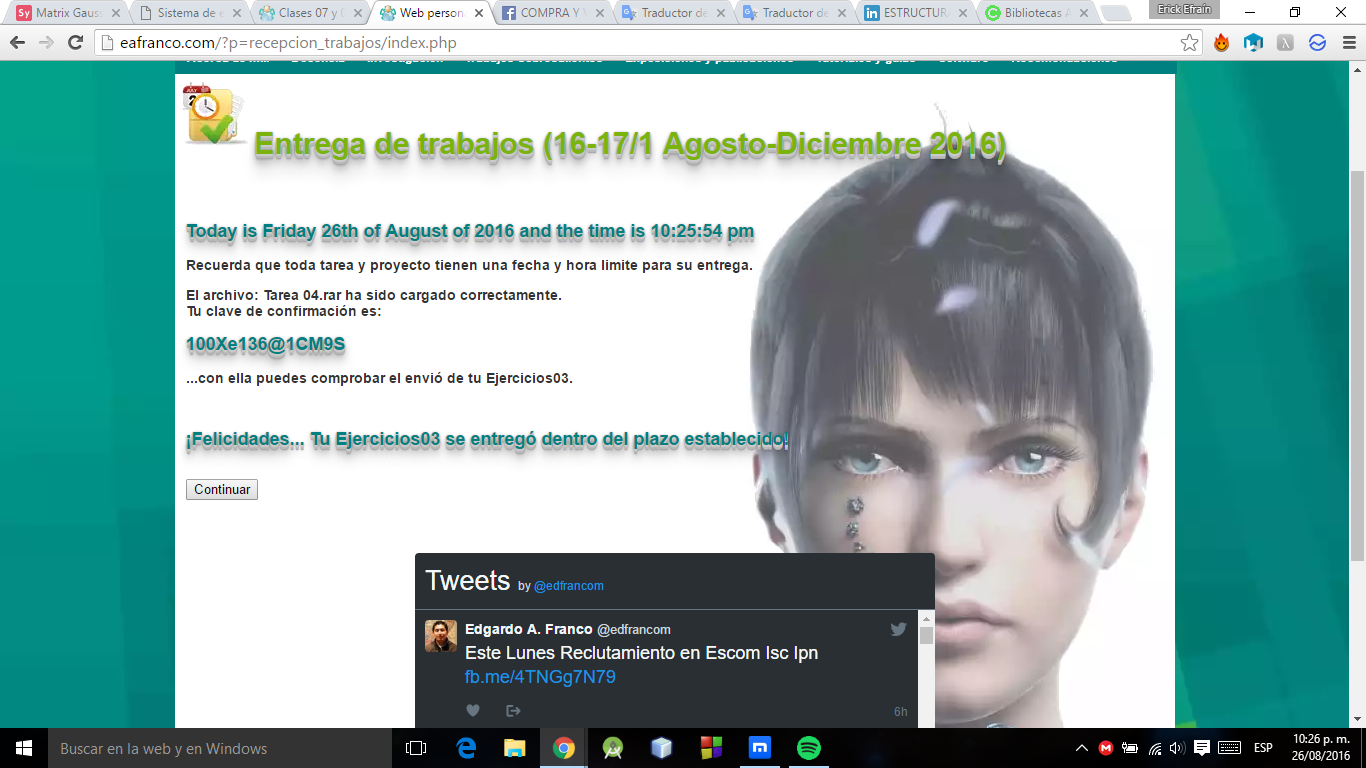 Matrix Gaus
Sistema de e
Clases 07 y
Web person
COMPRA Y V
Traductor de
Traductor de
ESTRUCTUR
Bibliotecas A
Erick Efraín
eafranco.com/?p=recepcion_trabajos/index.php
Entrega de trabajos (16-17/1 Agosto-Diciembre 2016)
Today is Friday 26th of August of 2016 and the time is 10:25:54 pm
Recuerda que toda tarea y proyecto tienen una fecha y hora limite para su entrega.
El archivo: Tarea 04.rar ha sido cargado correctamente.
Tu clave de confirmación es:
100Xe136@1CM9S
...con ella puedes comprobar el envió de tu Ejercicios03.
¡Felicidades... Tu Ejercicios03 se entregó dentro del plazo establecido!
Continuar
Tweets by @edfrancom
Edgardo A. Franco @edfrancom
Este Lunes Reclutamiento en Escom Isc Ipn
fb.me/4TNGg7N79
6h
Buscar en la web y en Windows
ESP
10:26 p. m.
26/08/2016